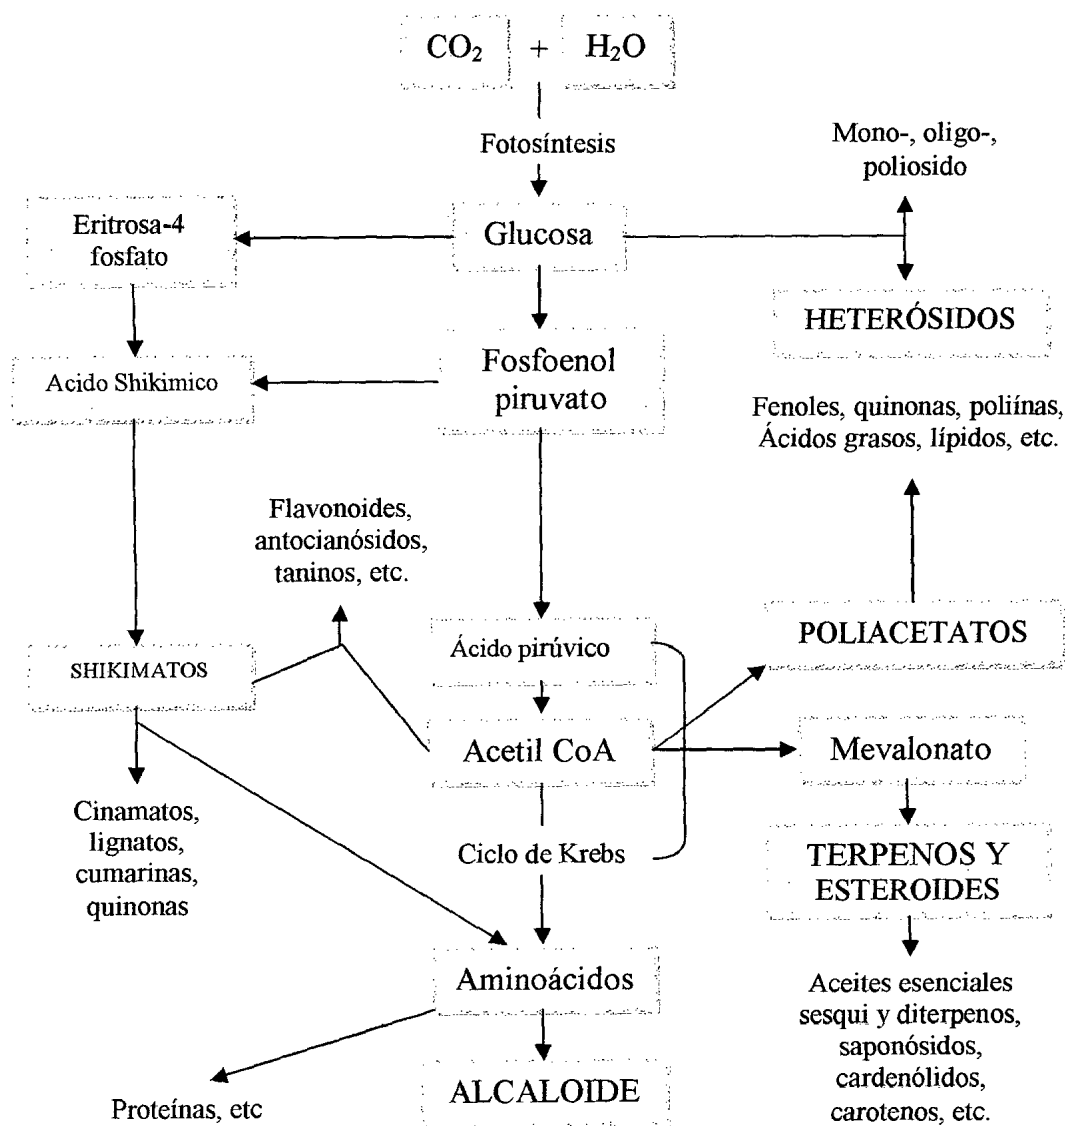 CO₂ + H₂O
Fotosíntesis
Mono-, oligo-,
poliosido
Eritrosa-4
fosfato
Glucosa
HETERÓSIDOS
Acido Shikimico
Fosfoenol
piruvato
Fenoles, quinonas, poliínas,
Ácidos grasos, lípidos, etc.
Flavonoides,
antocianósidos,
taninos, etc.
POLIACETATOS
SHIKIMATOS
Ácido pirúvico
Acetil CoA
Mevalonato
Cinamatos,
lignatos,
cumarinas,
quinonas
Ciclo de Krebs
TERPENOS Y
ESTEROIDES
Aminoácidos
Aceites esenciales
sesqui y diterpenos,
saponósidos,
cardenólidos,
carotenos, etc.
Proteínas, etc
ALCALOIDE